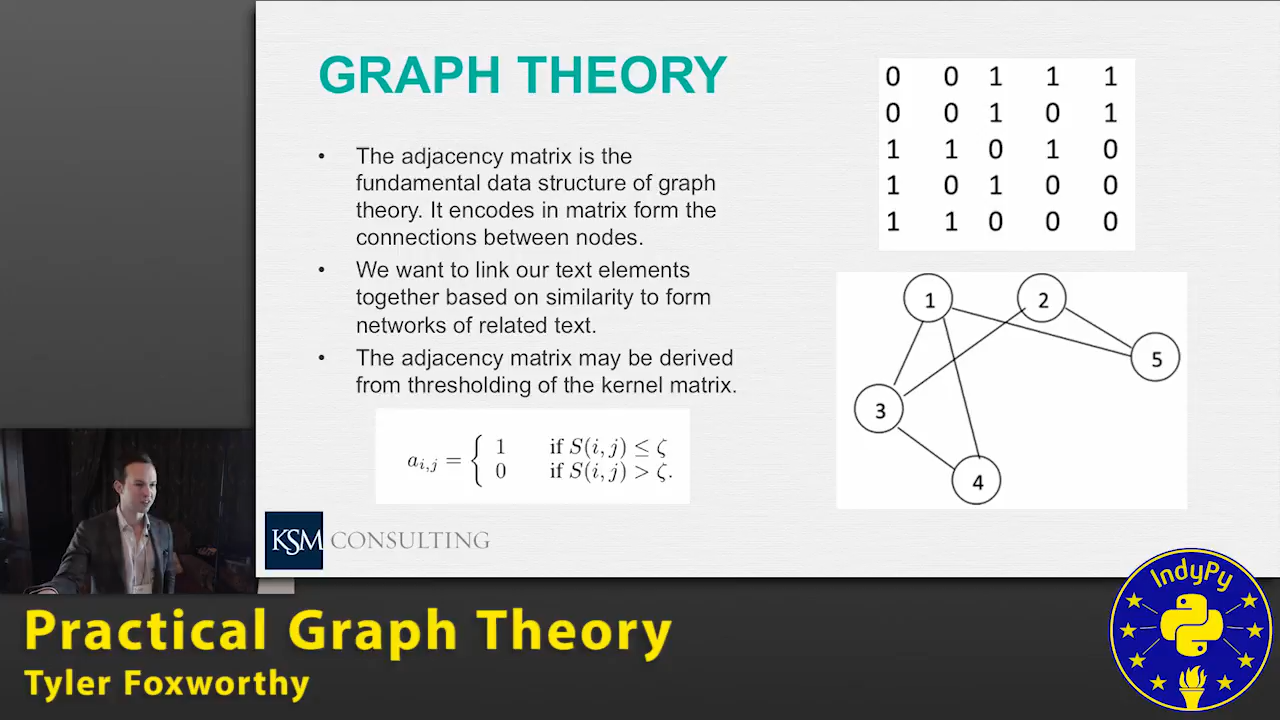 GRAPH THEORY
• The adjacency matrix is the
fundamental data structure of graph
theory. It encodes in matrix form the
connections between nodes.
• We want to link our text elements
together based on similarity to form
networks of related text.
• The adjacency matrix may be derived
from thresholding of the kernel matrix.
a_{i,j} = { 1 if S(i, j) ≤ ζ
0 if S(i, j) > ζ.
KSM CONSULTING
0 0 1 1 1
0 0 1 0 1
1 1 0 1 0
1 0 1 0 0
1 1 0 0 0
1 2
5
3
4
Practical Graph Theory
Tyler Foxworthy
IndyPy